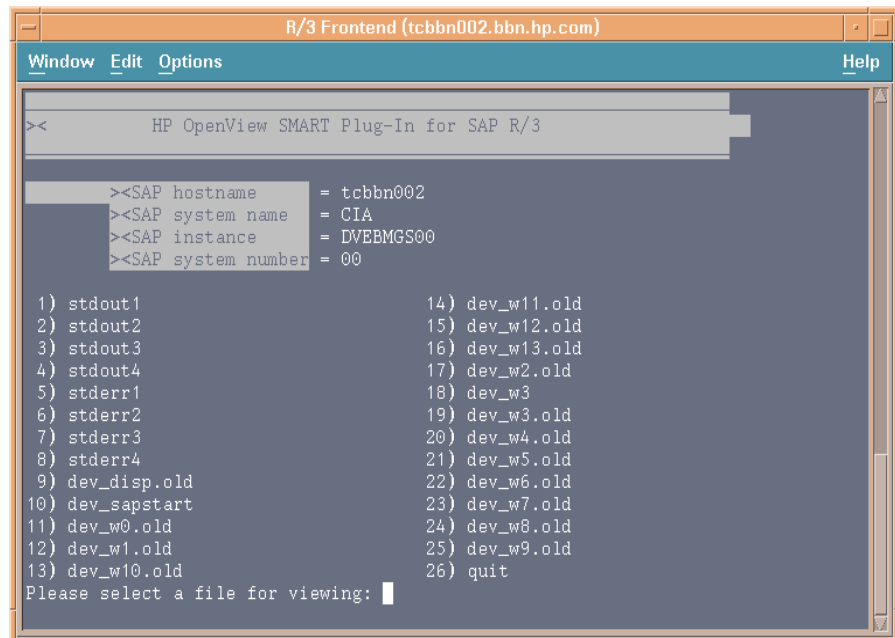 R/3 Frontend (tcbbn002.bbn.hp.com)
Window Edit Options Help
>< HP OpenView SMART Plug-In for SAP R/3
><SAP hostname = tcbbn002
><SAP system name = CIA
><SAP instance = DVEBMGS00
><SAP system number = 00
1) stdout1 14) dev_w11.old
2) stdout2 15) dev_w12.old
3) stdout3 16) dev_w13.old
4) stdout4 17) dev_w2.old
5) stderr1 18) dev_w3
6) stderr2 19) dev_w3.old
7) stderr3 20) dev_w4.old
8) stderr4 21) dev_w5.old
9) dev_disp.old 22) dev_w6.old
10) dev_sapstart 23) dev_w7.old
11) dev_w0.old 24) dev_w8.old
12) dev_w1.old 25) dev_w9.old
13) dev_w10.old 26) quit
Please select a file for viewing: